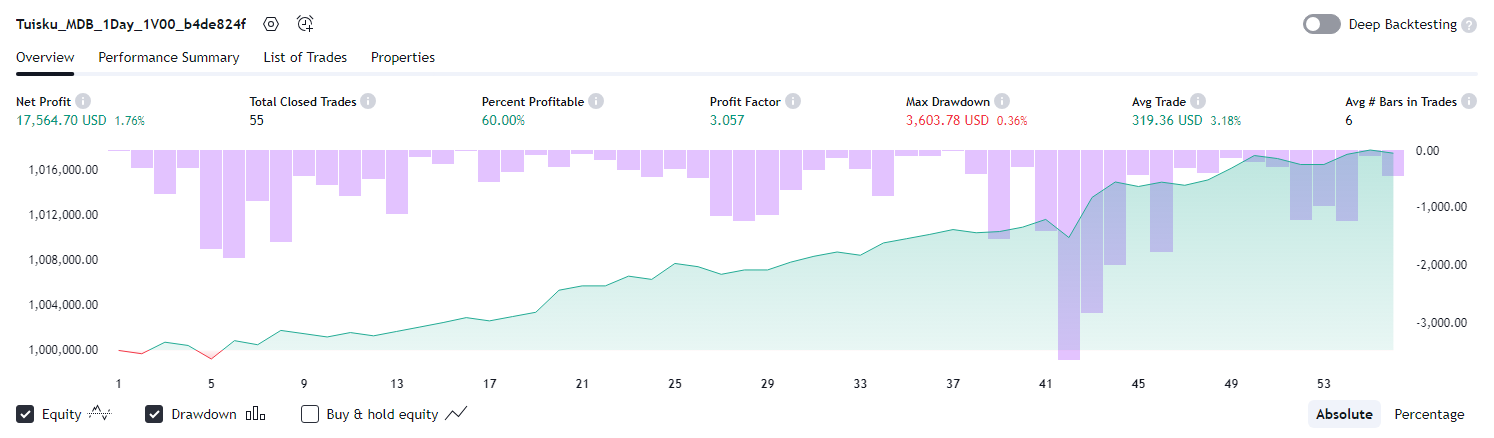 Tuisku_MDB_1Day_1V00_b4de824f Deep Backtesting
Overview Performance Summary List of Trades Properties
Net Profit Total Closed Trades Percent Profitable Profit Factor Max Drawdown Avg Trade Avg # Bars in Trades
17,564.70 USD 1.76% 55 60.00% 3.057 3,603.78 USD 0.36% 319.36 USD 3.18% 6
0.00
1,016,000.00
1,012,000.00 -1,000.00
1,008,000.00 -2,000.00
1,004,000.00 -3,000.00
1,000,000.00
1 5 9 13 17 21 25 29 33 37 41 45 49 53
Equity Drawdown Buy & hold equity Absolute Percentage